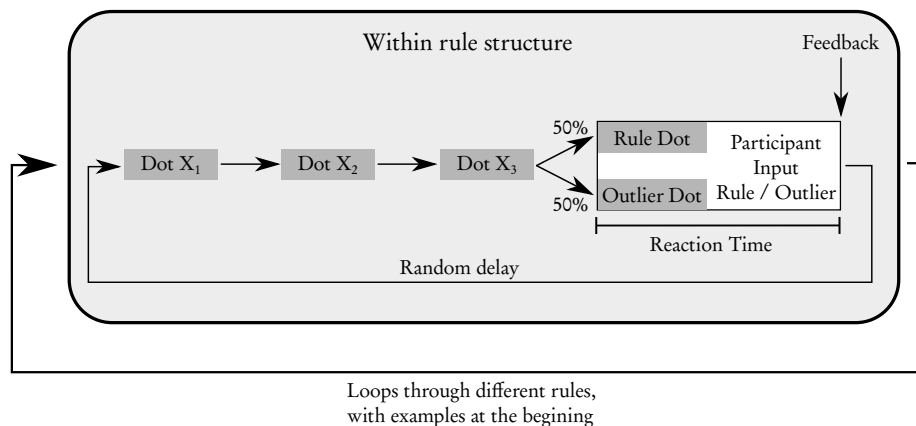 Within rule structure
Feedback
50%
Rule Dot
Participant
Input
Rule / Outlier
Dot X₁
Dot X₂
Dot X₃
Outlier Dot
50%
Reaction Time
Random delay
Loops through different rules,
with examples at the begining